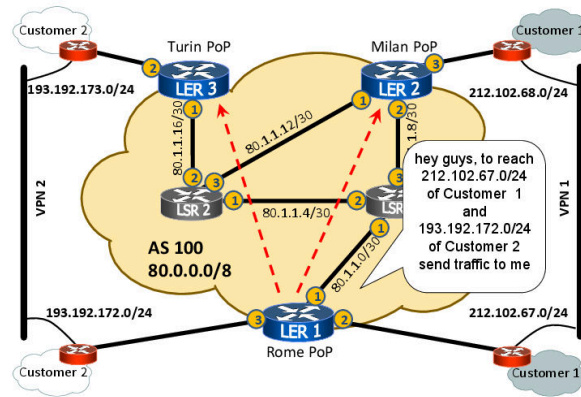 Customer 2
Turin PoP
Milan PoP
Customer 1
2
3
LER 3
LER 2
193.192.173.0/24
212.102.68.0/24
1
1
2
80.1.1.16/30
80.1.1.12/30
1.8/30
2
3
3
LSR 2
LSR
1
2
1
80.1.1.4/30
80.1.1.0/30
hey guys, to reach
212.102.67.0/24
of Customer 1
and
193.192.172.0/24
of Customer 2
send traffic to me
VPN 2
VPN 1
AS 100
80.0.0.0/8
193.192.172.0/24
212.102.67.0/24
1
3
2
LER 1
Rome PoP
Customer 2
Customer 1